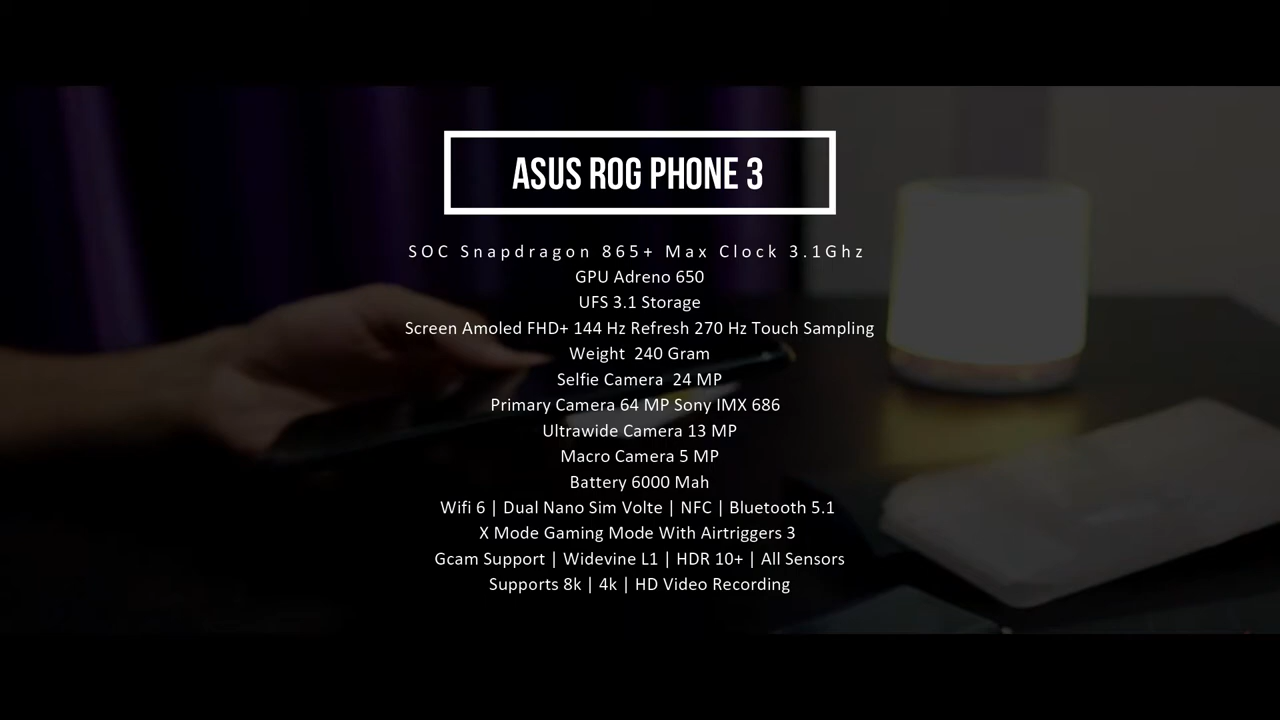 ASUS ROG PHONE 3
SOC Snapdragon 865+ Max Clock 3.1Ghz
GPU Adreno 650
UFS 3.1 Storage
Screen Amoled FHD+ 144 Hz Refresh 270 Hz Touch Sampling
Weight  240 Gram
Selfie Camera  24 MP
Primary Camera 64 MP Sony IMX 686
Ultrawide Camera 13 MP
Macro Camera 5 MP
Battery 6000 Mah
Wifi 6 | Dual Nano Sim Volte | NFC | Bluetooth 5.1
X Mode Gaming Mode With Airtriggers 3
Gcam Support | Widevine L1 | HDR 10+ | All Sensors
Supports 8k | 4k | HD Video Recording